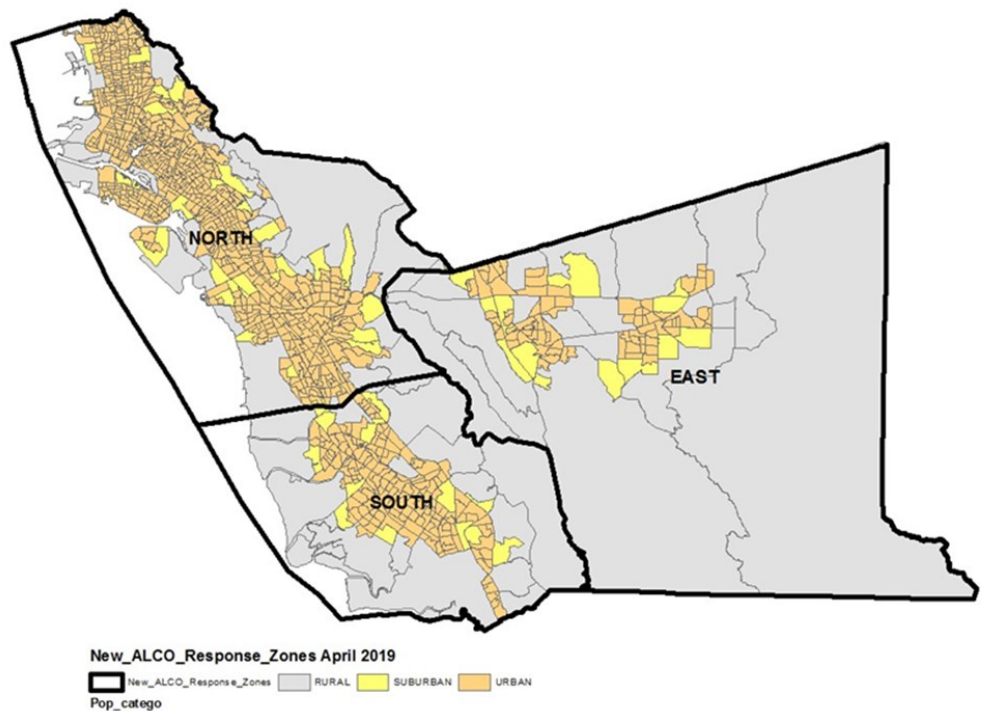 NORTH
EAST
SOUTH
New_ALCO_Response_Zones April 2019
New_ALCO_Response_Zones RURAL SUBURBAN URBAN
Pop_catego